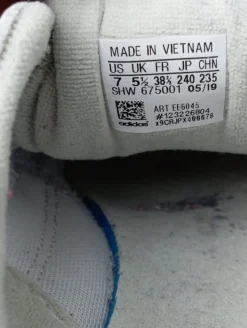 MADE IN VIETNAM
US UK FR JP CHN
7 5½ 38⅔ 240 235
SHW 675001 05/19
ART EE6045
#123226804
adidas